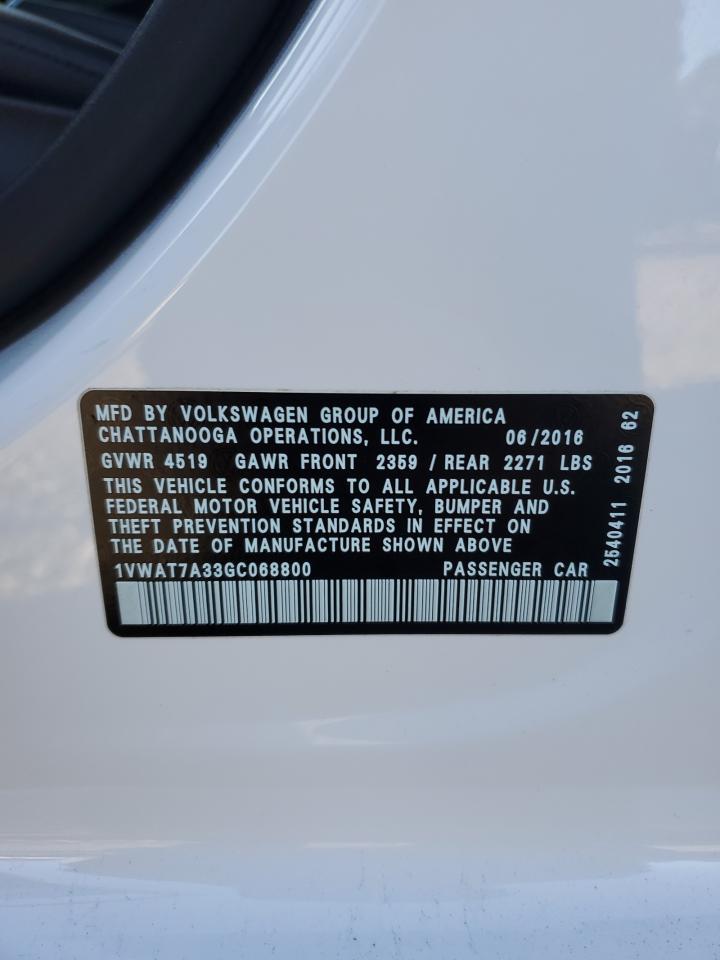 MFD BY VOLKSWAGEN GROUP OF AMERICA
CHATTANOOGA OPERATIONS, LLC. 06/2016
GVWR 4519 GAWR FRONT 2359 / REAR 2271 LBS
THIS VEHICLE CONFORMS TO ALL APPLICABLE U.S.
FEDERAL MOTOR VEHICLE SAFETY, BUMPER AND
THEFT PREVENTION STANDARDS IN EFFECT ON
THE DATE OF MANUFACTURE SHOWN ABOVE
1VWAT7A33GC068800 PASSENGER CAR
2540411 2016 62